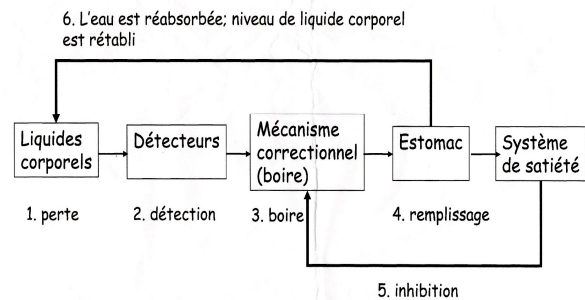 6. L'eau est réabsorbée; niveau de liquide corporel
est rétabli
Liquides
corporels
Détecteurs
Mécanisme
correctionnel
(boire)
Estomac
Système
de satiété
1. perte
2. détection
3. boire
4. remplissage
5. inhibition